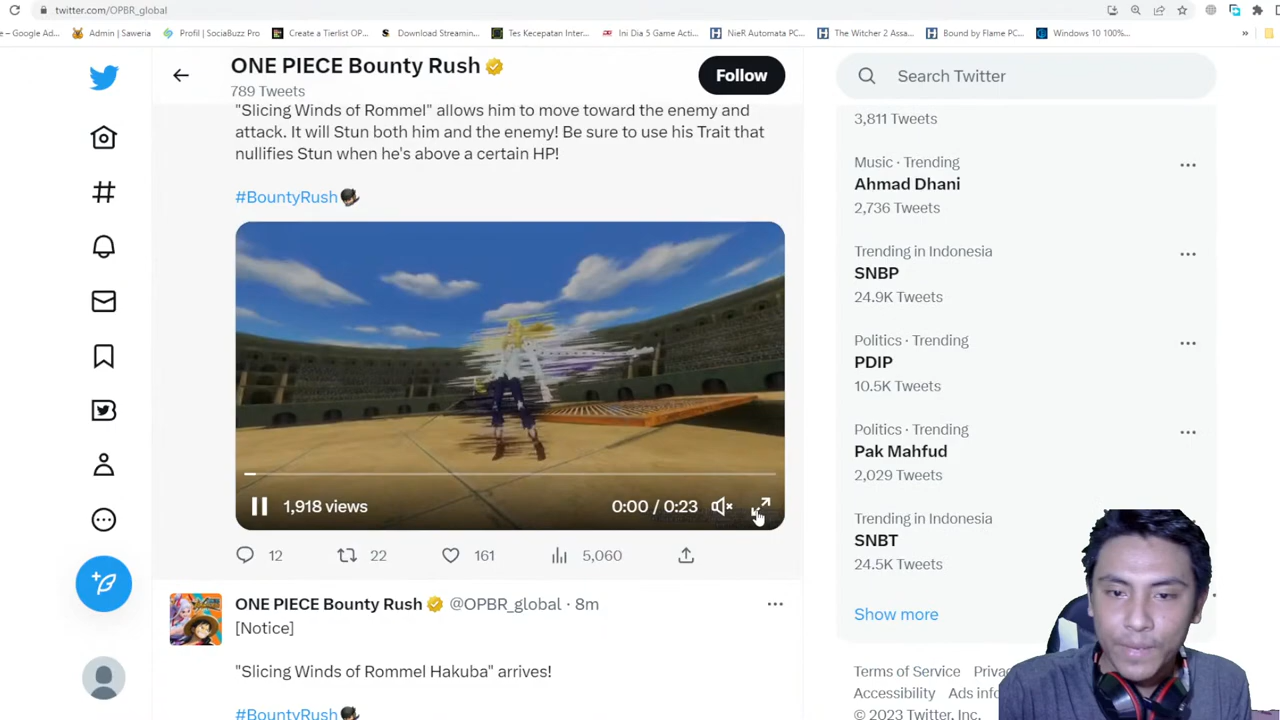 twitter.com/OPBR_global
e – Google Ad...
Admin | Saweria
Profil | SociaBuzz Pro
Create a Tierlist OP...
Download Streamin...
Tes Kecepatan Inter...
Ini Dia 5 Game Acti...
NieR Automata PC...
The Witcher 2 Assa...
Bound by Flame PC...
Windows 10 100%...
»
ONE PIECE Bounty Rush
789 Tweets
Follow
Search Twitter
"Slicing Winds of Rommel" allows him to move toward the enemy and
attack. It will Stun both him and the enemy! Be sure to use his Trait that
nullifies Stun when he's above a certain HP!
#BountyRush
1,918 views
0:00 / 0:23
12
22
161
5,060
ONE PIECE Bounty Rush @OPBR_global · 8m
[Notice]
"Slicing Winds of Rommel Hakuba" arrives!
#BountyRush
3,811 Tweets
Music · Trending
Ahmad Dhani
2,736 Tweets
Trending in Indonesia
SNBP
24.9K Tweets
Politics · Trending
PDIP
10.5K Tweets
Politics · Trending
Pak Mahfud
2,029 Tweets
Trending in Indonesia
SNBT
24.5K Tweets
Show more
Terms of Service
Accessibility
© 2023 Twitter, Inc.